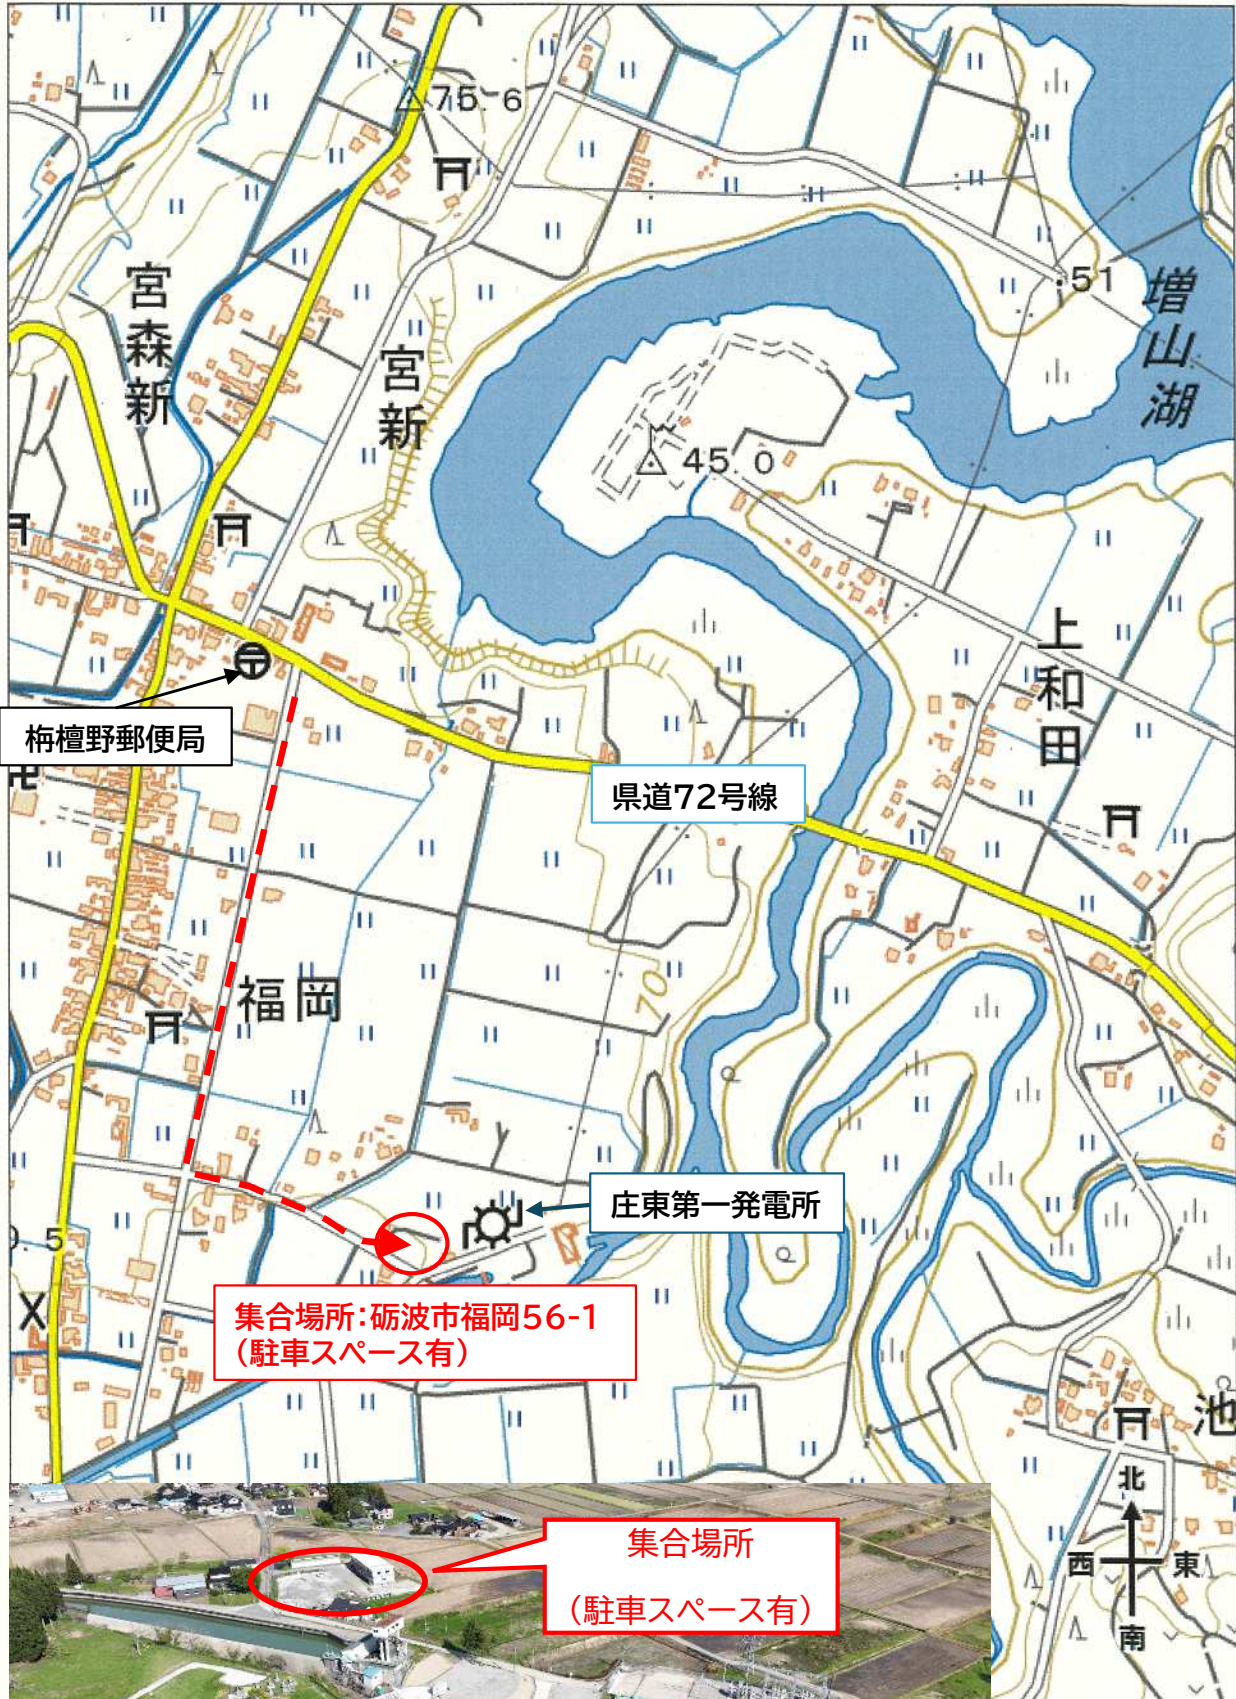 75.6
宮森新
宮新
51
増山湖
45.0
上和田
栴檀野郵便局
県道72号線
福岡
70
庄東第一発電所
集合場所：砺波市福岡56-1
（駐車スペース有）
池
集合場所
（駐車スペース有）
北
西
東
南